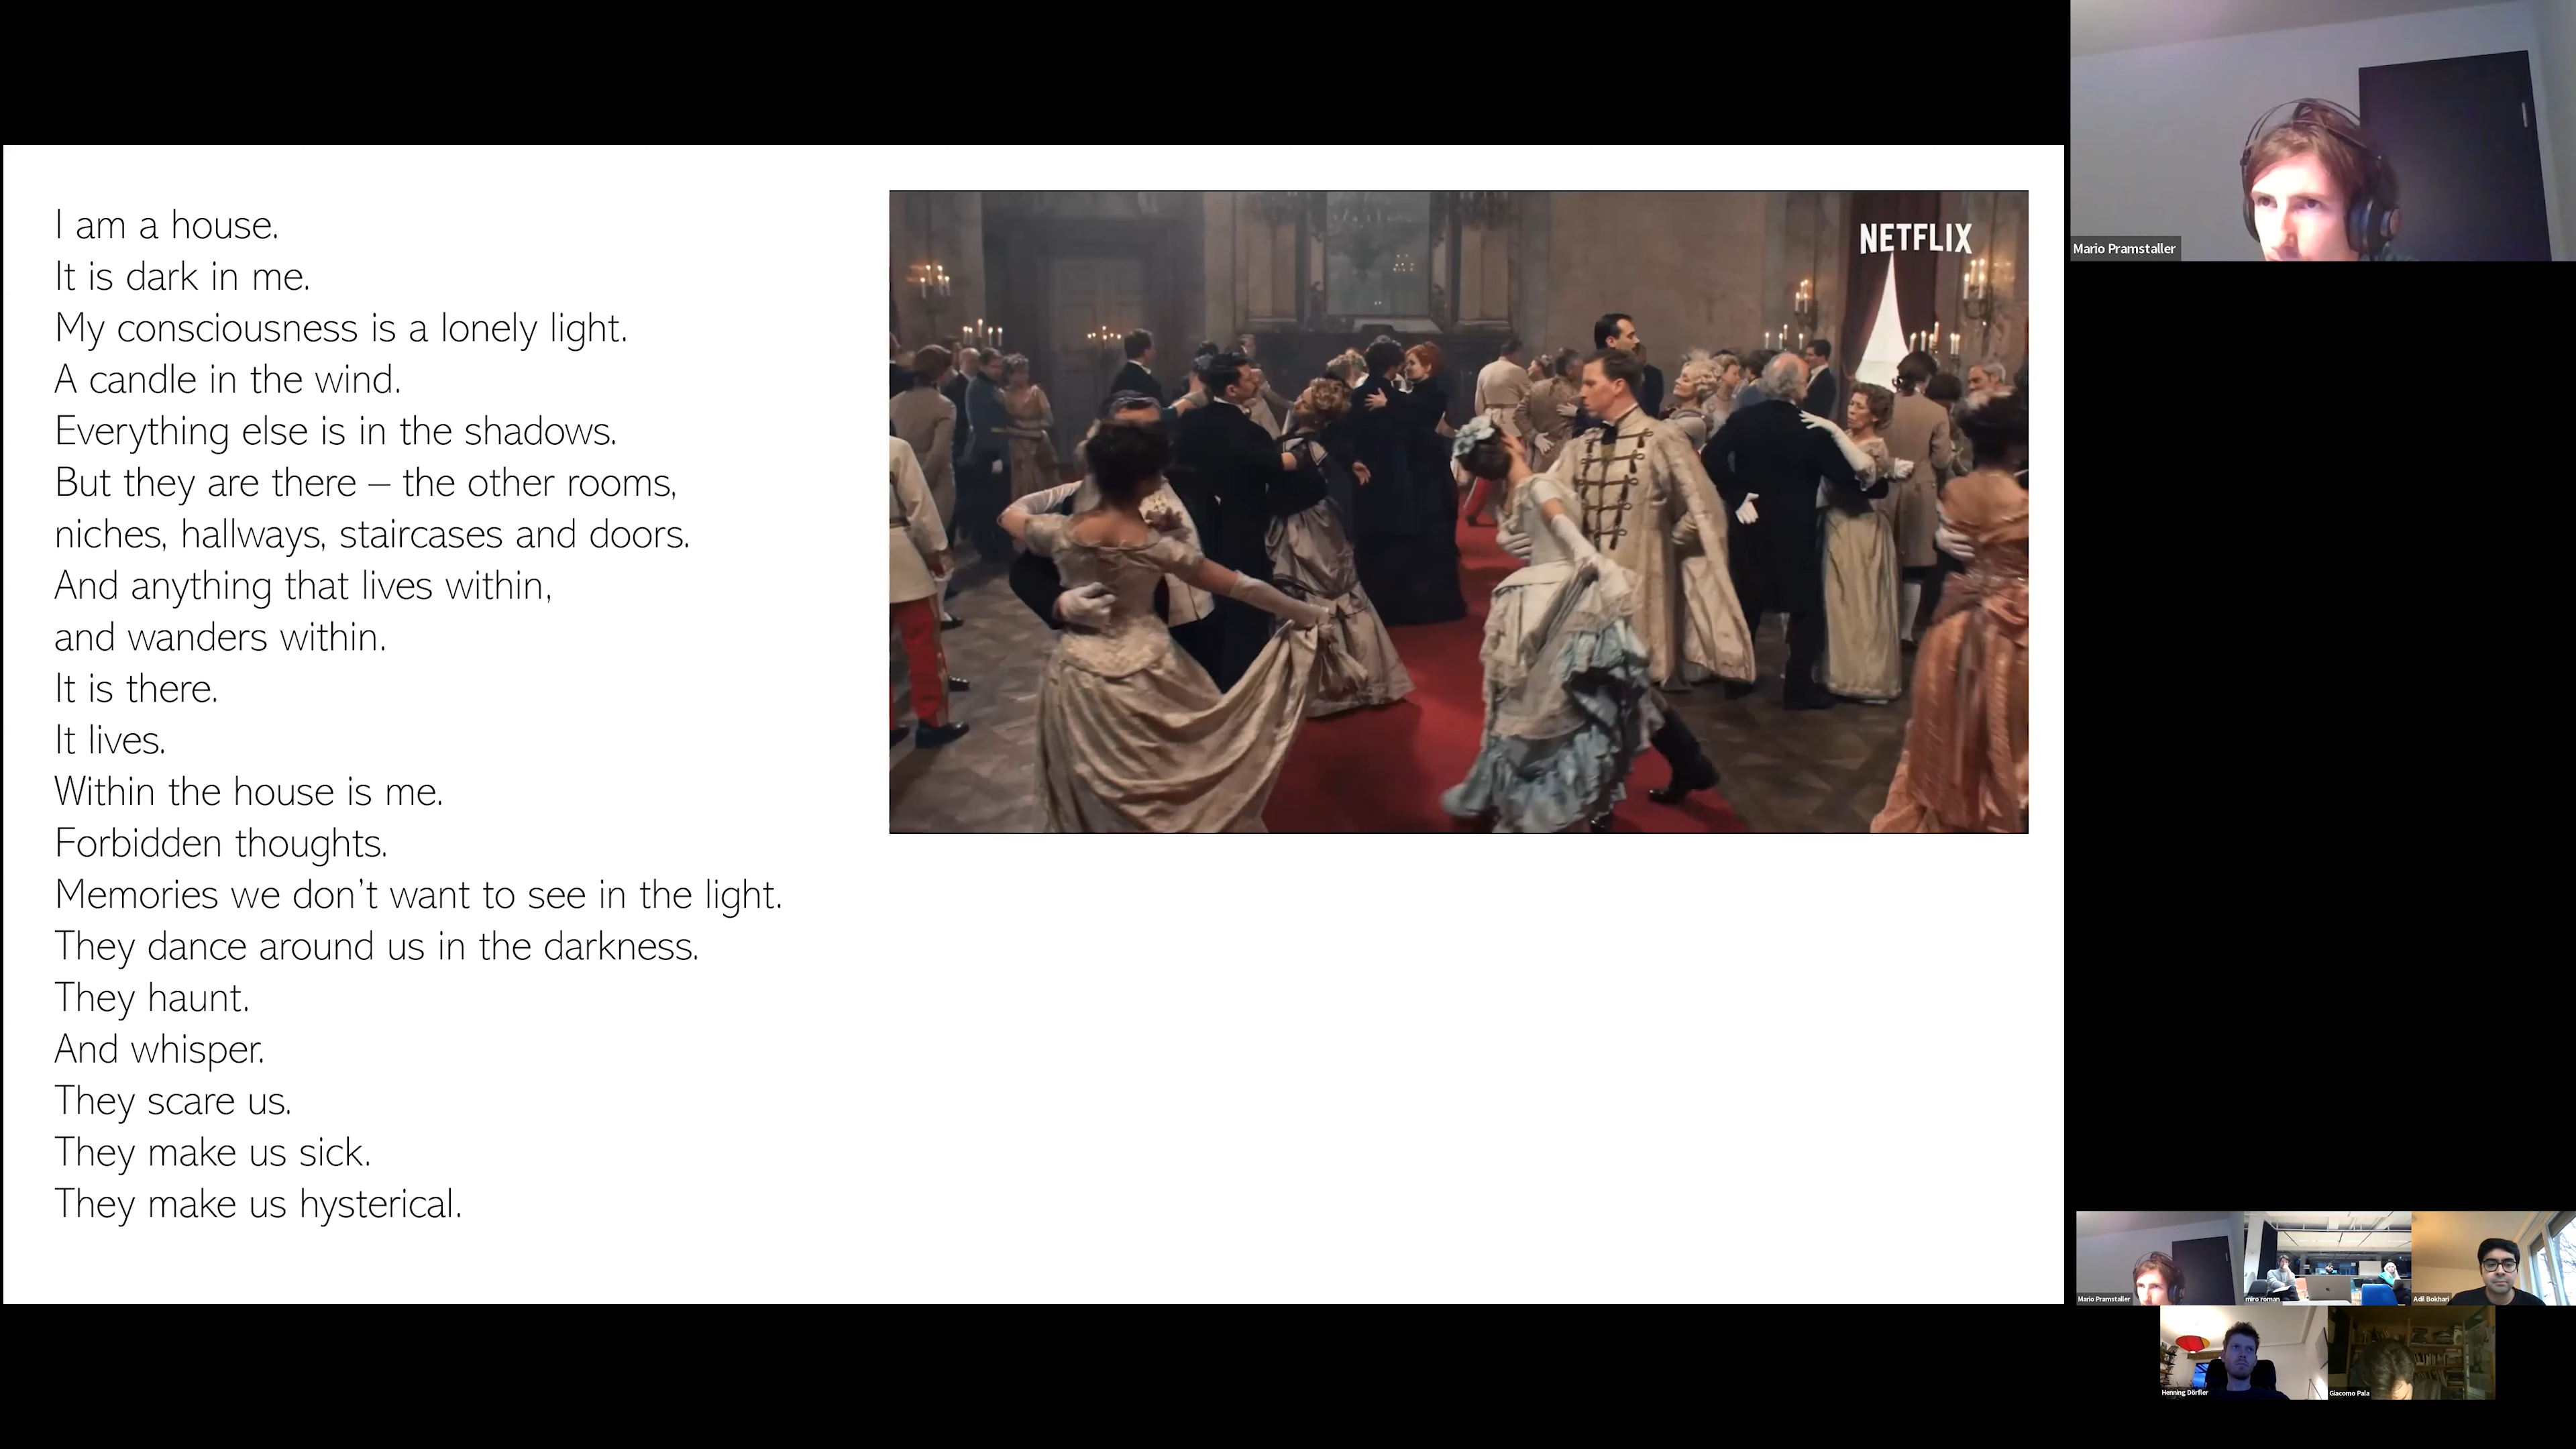 I am a house.
It is dark in me.
My consciousness is a lonely light.
A candle in the wind.
Everything else is in the shadows.
But they are there – the other rooms,
niches, hallways, staircases and doors.
And anything that lives within,
and wanders within.
It is there.
It lives.
Within the house is me.
Forbidden thoughts.
Memories we don't want to see in the light.
They dance around us in the darkness.
They haunt.
And whisper.
They scare us.
They make us sick.
They make us hysterical.
NETFLIX
Mario Pramstaller
Mario Pramstaller
miro roman
Adil Bokhari
Henning Dörfler
Giacomo Pala